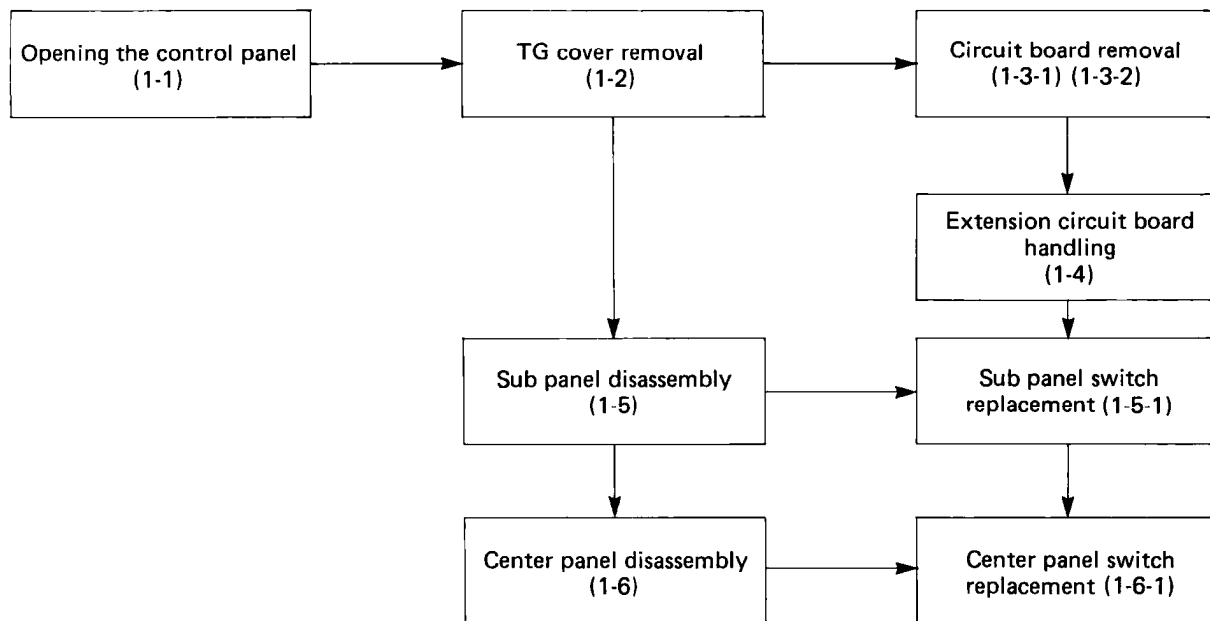 Opening the control panel
(1-1)
TG cover removal
(1-2)
Circuit board removal
(1-3-1) (1-3-2)
Extension circuit board
handling
(1-4)
Sub panel disassembly
(1-5)
Sub panel switch
replacement (1-5-1)
Center panel disassembly
(1-6)
Center panel switch
replacement (1-6-1)